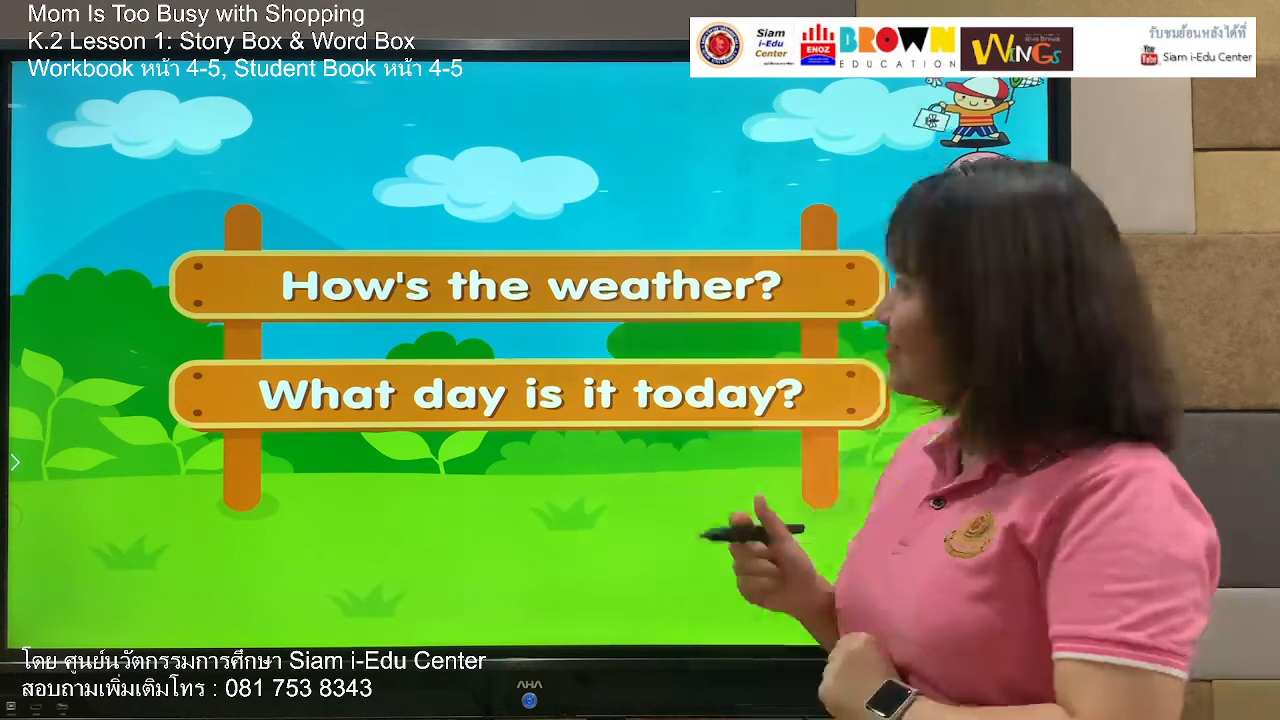 Mom Is Too Busy with Shopping
K.2 Lesson 1: Story Box & Word Box
Workbook หน้า 4-5, Student Book หน้า 4-5
Siam
i-Edu
Center
ENOZ
BROWN
EDUCATION
WINGS
รับชมย้อนหลังได้ที่
You
Tube
Siam i-Edu Center
How's the weather?
What day is it today?
โดย ศูนย์นวัตกรรมการศึกษา Siam i-Edu Center
สอบถามเพิ่มเติมโทร : 081 753 8343
AHA